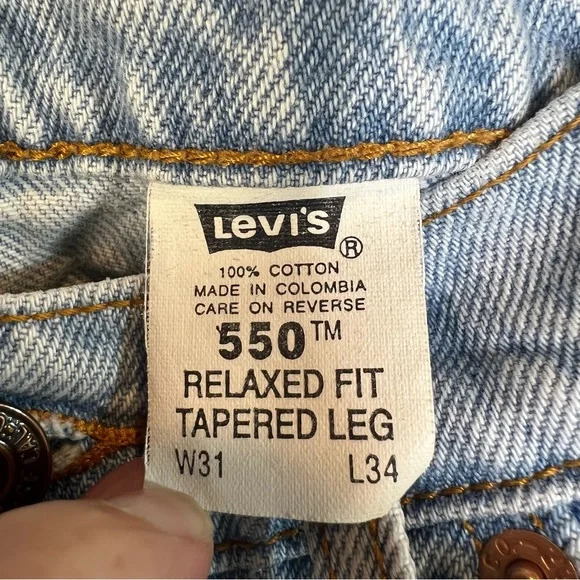 Levi's ®
100% COTTON
MADE IN COLOMBIA
CARE ON REVERSE
550™
RELAXED FIT
TAPERED LEG
W31 L34